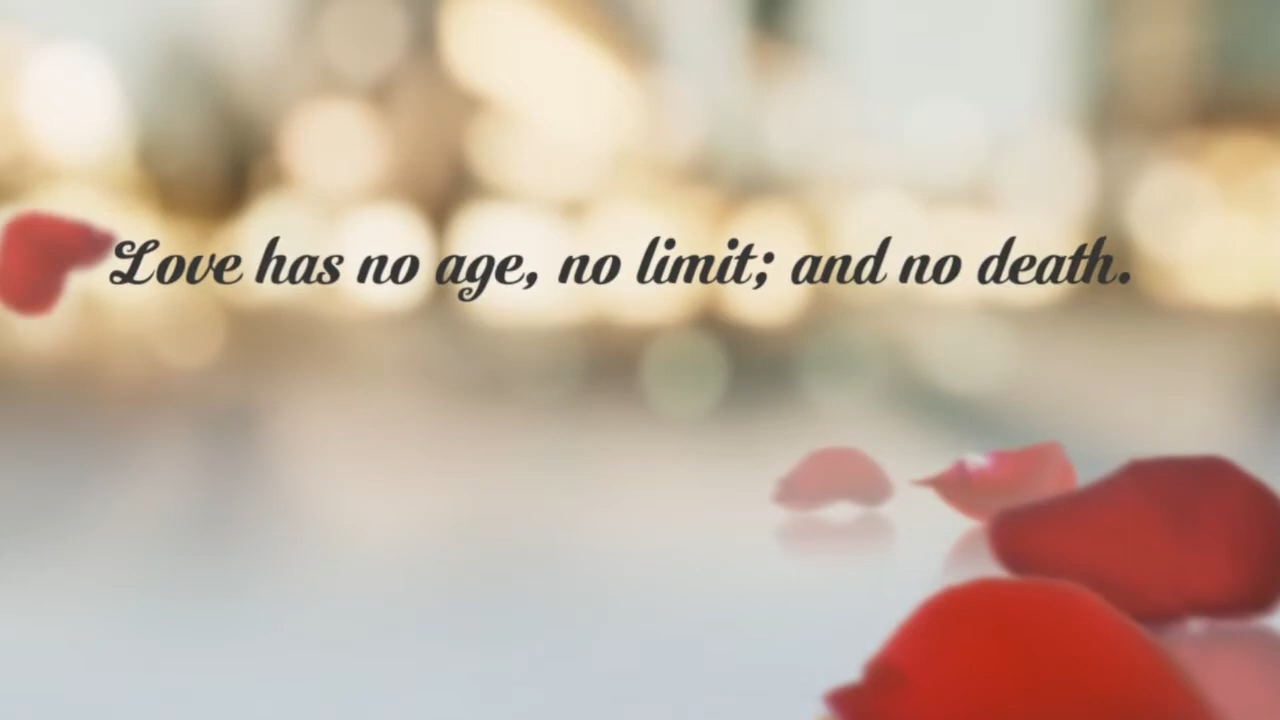 Love has no age, no limit; and no death.